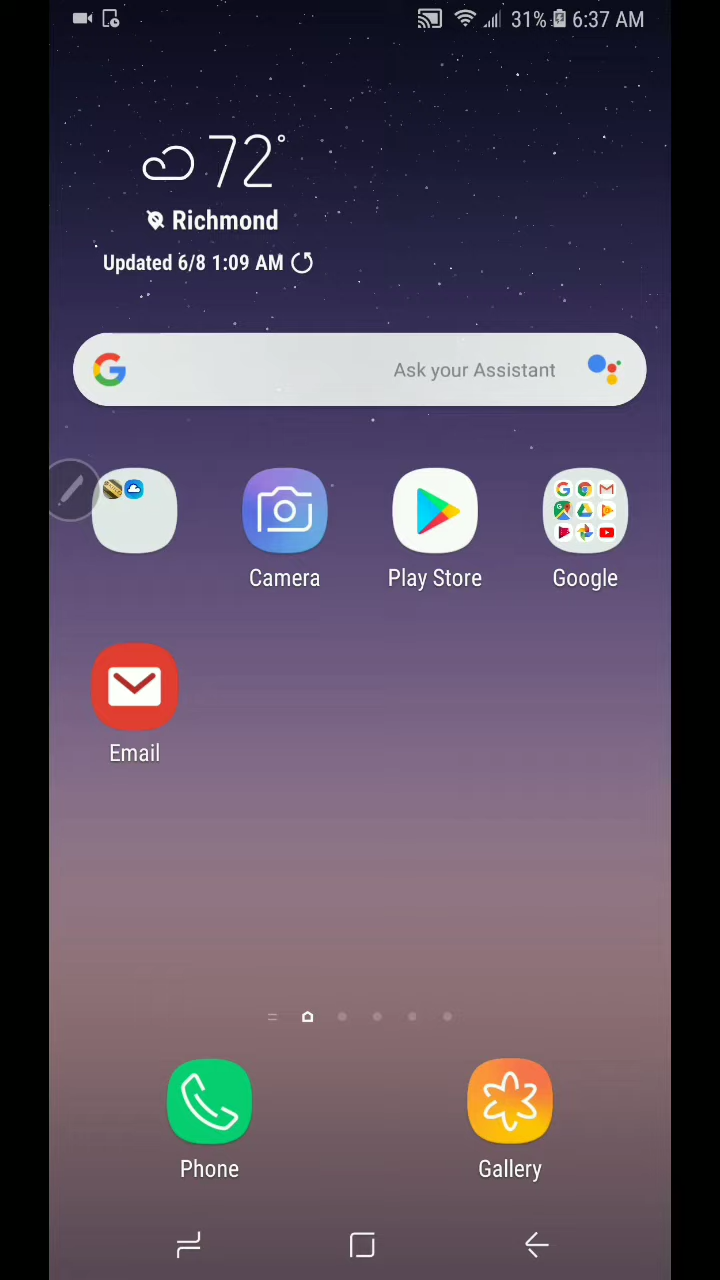 31% 6:37 AM
72°
Richmond
Updated 6/8 1:09 AM
Ask your Assistant
Camera
Play Store
Google
Email
Phone
Gallery